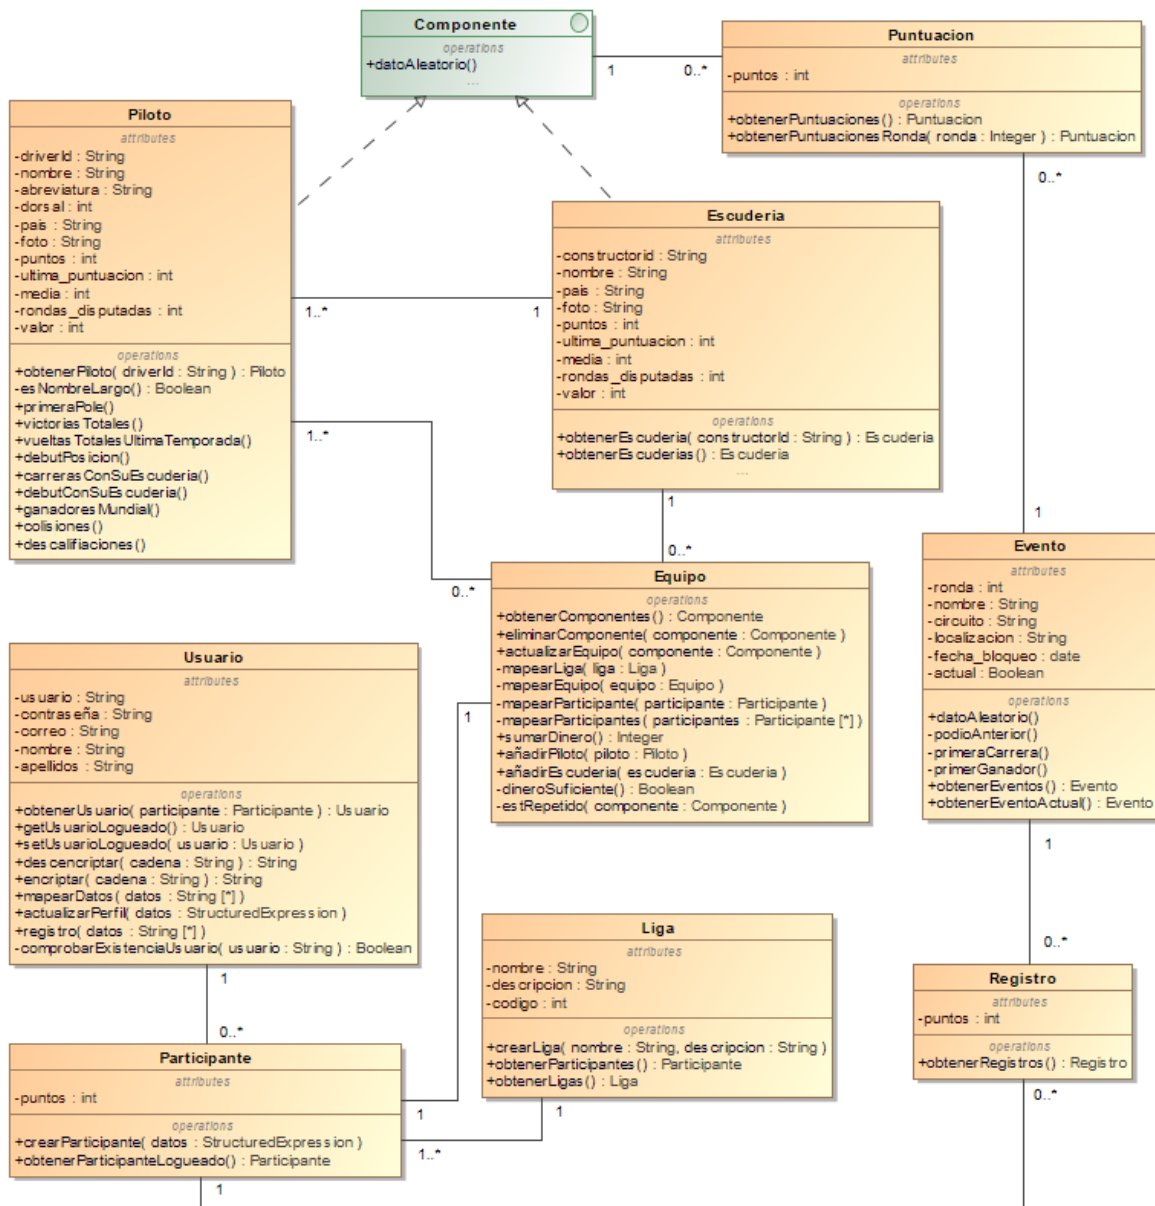 Componente
operations
+datoAleatorio()
...
1
0..*
Puntuacion
attributes
-puntos : int
operations
+obtenerPuntuaciones() : Puntuacion
+obtenerPuntuacionesRonda( ronda : Integer ) : Puntuacion
0..*
1
Piloto
attributes
-driverId : String
-nombre : String
-abreviatura : String
-dorsal : int
-pais : String
-foto : String
-puntos : int
-ultima_puntuacion : int
-media : int
-rondas_disputadas : int
-valor : int
operations
+obtenerPiloto( driverId : String ) : Piloto
-esNombreLargo() : Boolean
+primeraPole()
+victoriasTotales()
+vueltasTotalesUltimaTemporada()
+debutPosicion()
+carrerasConSuEscuderia()
+debutConSuEscuderia()
+ganadoresMundial()
+colisiones()
+descalifiaciones()
1..*
1
1..*
0..*
Escuderia
attributes
-constructorid : String
-nombre : String
-pais : String
-foto : String
-puntos : int
-ultima_puntuacion : int
-media : int
-rondas_disputadas : int
-valor : int
operations
+obtenerEscuderia( constructorId : String ) : Escuderia
+obtenerEscuderias() : Escuderia
...
1
0..*
Equipo
operations
+obtenerComponentes() : Componente
+eliminarComponente( componente : Componente )
+actualizarEquipo( componente : Componente )
-mapearLiga( liga : Liga )
-mapearEquipo( equipo : Equipo )
-mapearParticipante( participante : Participante )
-mapearParticipantes( participantes : Participante [*] )
+sumarDinero() : Integer
+añadirPiloto( piloto : Piloto )
+añadirEscuderia( escuderia : Escuderia )
-dineroSuficiente() : Boolean
-estRepetido( componente : Componente )
1
Evento
attributes
-ronda : int
-nombre : String
-circuito : String
-localizacion : String
-fecha_bloqueo : date
-actual : Boolean
operations
+datoAleatorio()
-podioAnterior()
-primeraCarrera()
-primerGanador()
+obtenerEventos() : Evento
+obtenerEventoActual() : Evento
1
0..*
Usuario
attributes
-usuario : String
-contraseña : String
-correo : String
-nombre : String
-apellidos : String
operations
+obtenerUsuario( participante : Participante ) : Usuario
+getUsuarioLogueado() : Usuario
+setUsuarioLogueado( usuario : Usuario )
+descencriptar( cadena : String ) : String
+encriptar( cadena : String ) : String
+mapearDatos( datos : String [*] )
+actualizarPerfil( datos : StructuredExpression )
+registro( datos : String [*] )
-comprobarExistenciaUsuario( usuario : String ) : Boolean
1
0..*
Liga
attributes
-nombre : String
-descripcion : String
-codigo : int
operations
+crearLiga( nombre : String, descripcion : String )
+obtenerParticipantes() : Participante
+obtenerLigas() : Liga
1
Registro
attributes
-puntos : int
operations
+obtenerRegistros() : Registro
0..*
Participante
attributes
-puntos : int
operations
+crearParticipante( datos : StructuredExpression )
+obtenerParticipanteLogueado() : Participante
1
1..*
1